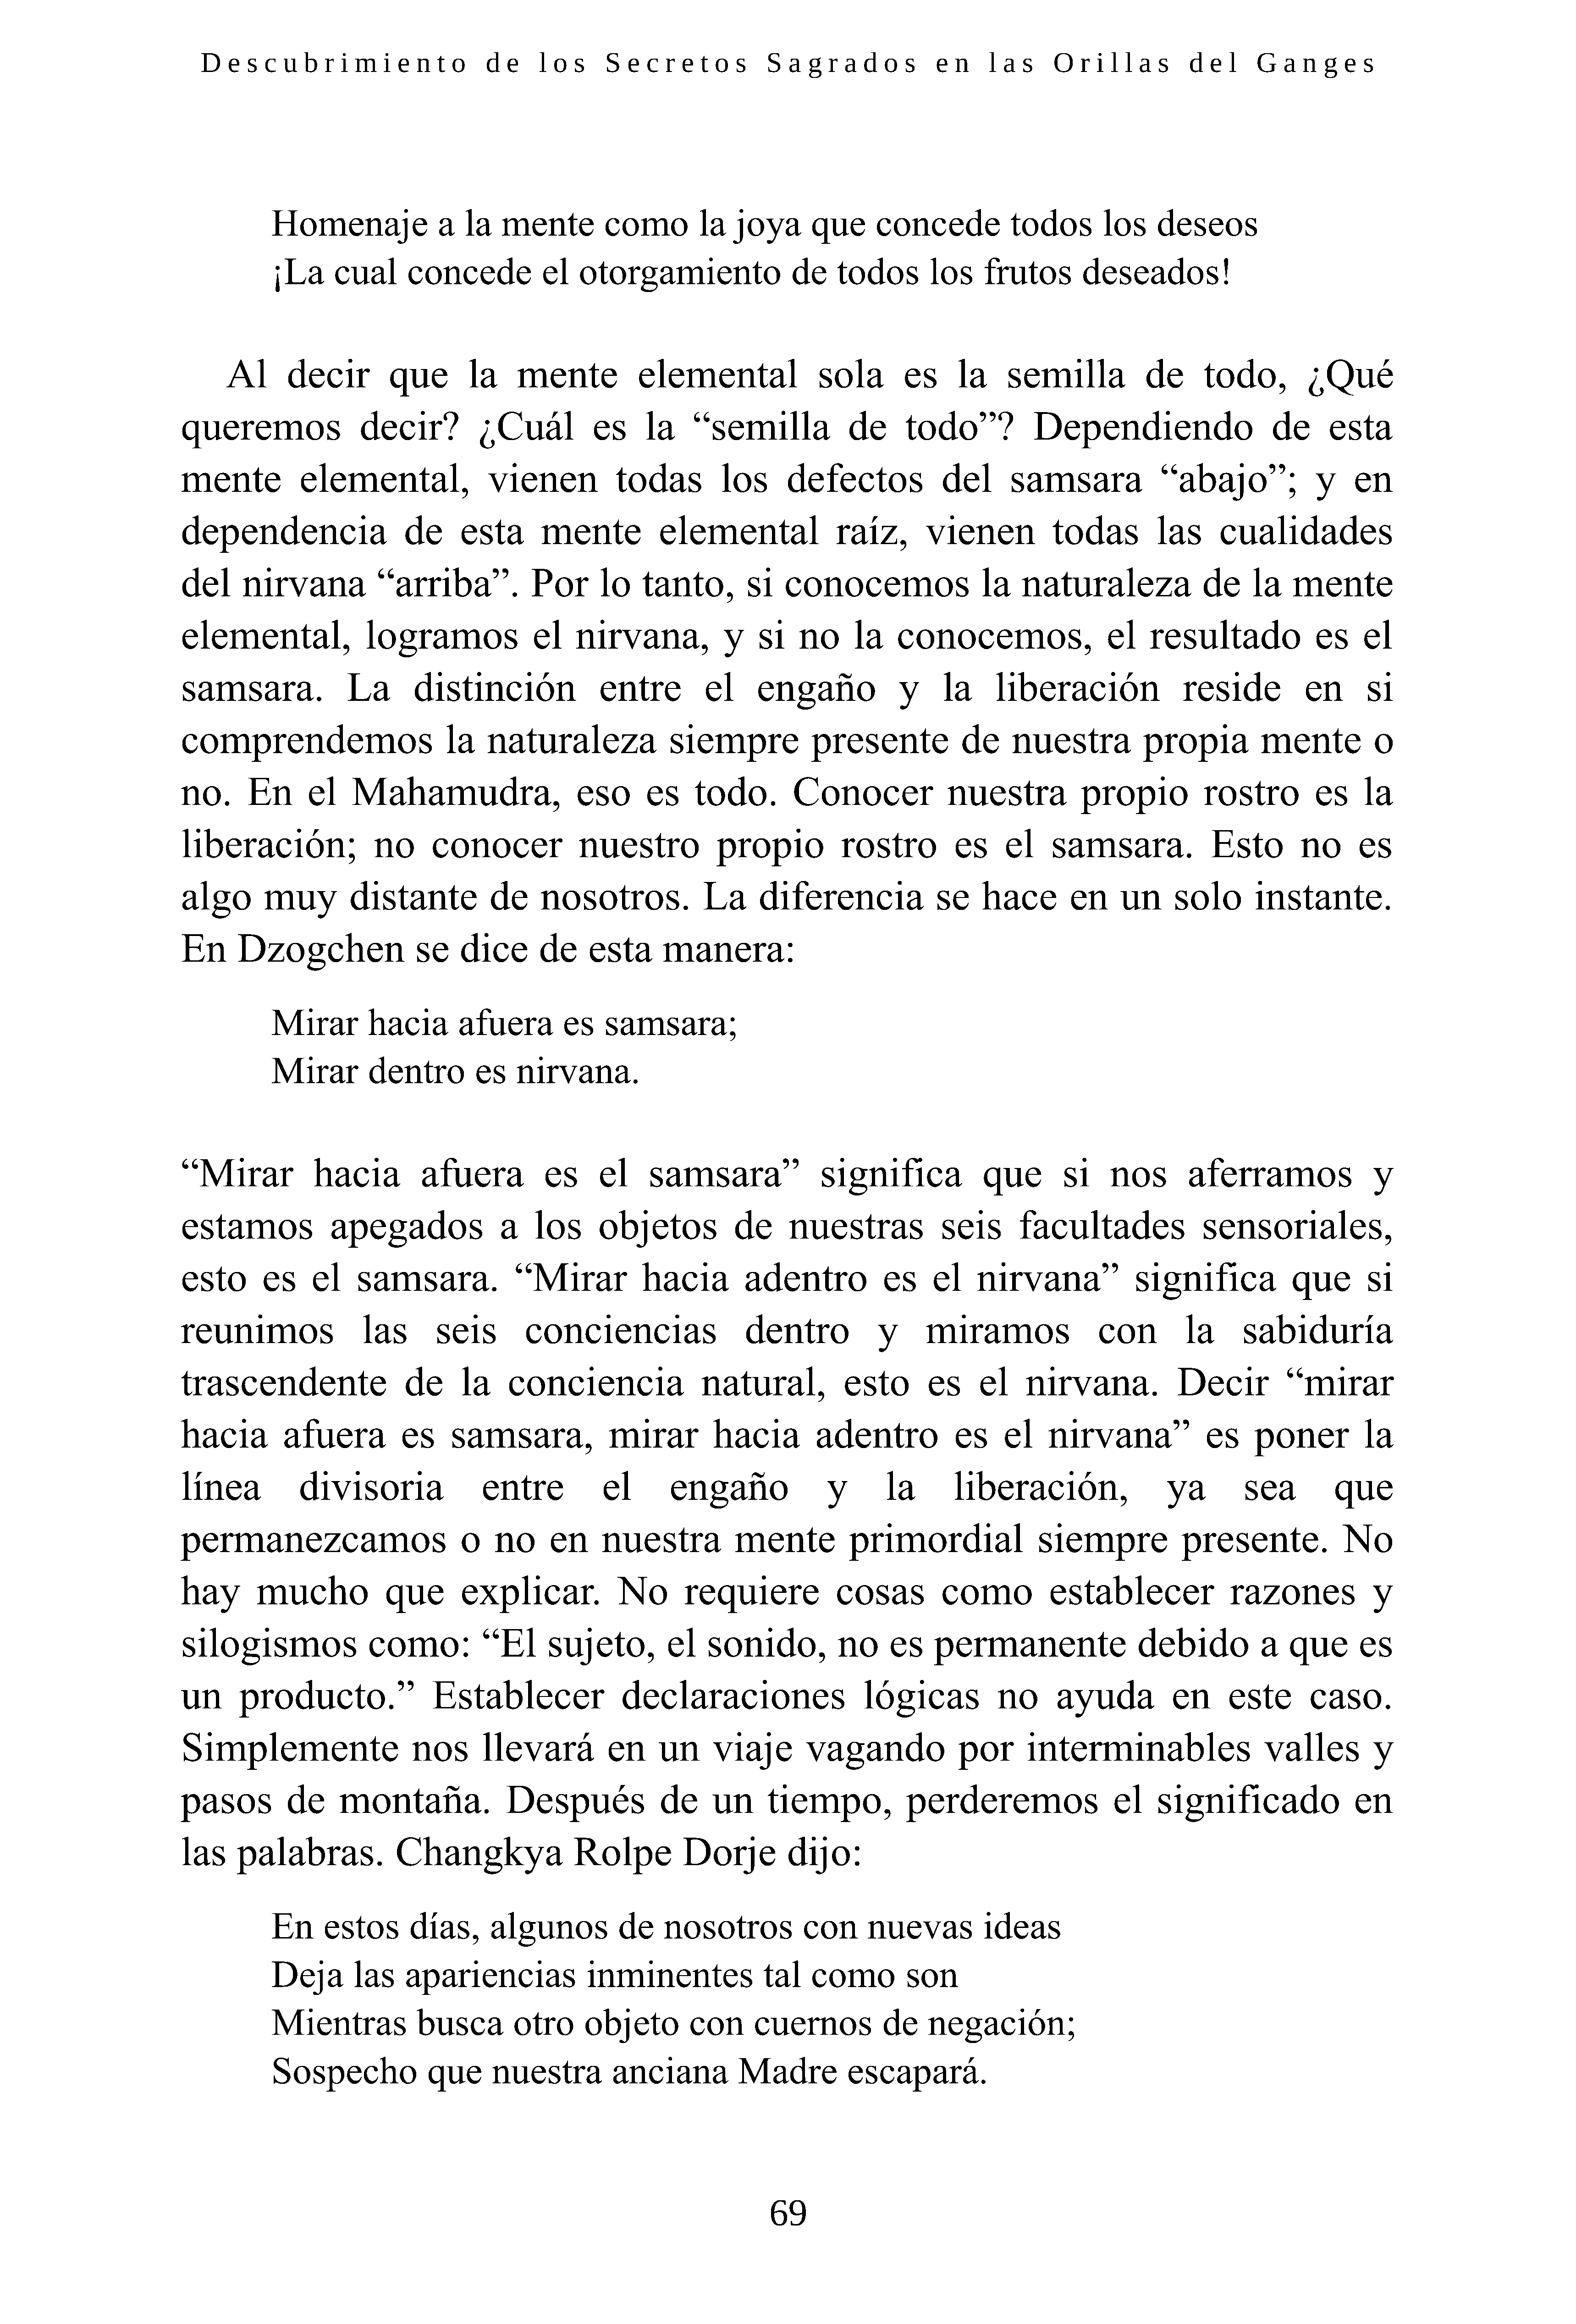 Descubrimiento de los Secretos Sagrados en las Orillas del Ganges
Homenaje a la mente como la joya que concede todos los deseos
¡La cual concede el otorgamiento de todos los frutos deseados!
Al decir que la mente elemental sola es la semilla de todo, ¿Qué
queremos decir? ¿Cuál es la “semilla de todo”? Dependiendo de esta
mente elemental, vienen todas los defectos del samsara “abajo”; y en
dependencia de esta mente elemental raíz, vienen todas las cualidades
del nirvana “arriba”. Por lo tanto, si conocemos la naturaleza de la mente
elemental, logramos el nirvana, y si no la conocemos, el resultado es el
samsara. La distinción entre el engaño y la liberación reside en si
comprendemos la naturaleza siempre presente de nuestra propia mente o
no. En el Mahamudra, eso es todo. Conocer nuestra propio rostro es la
liberación; no conocer nuestro propio rostro es el samsara. Esto no es
algo muy distante de nosotros. La diferencia se hace en un solo instante.
En Dzogchen se dice de esta manera:
Mirar hacia afuera es samsara;
Mirar dentro es nirvana.
“Mirar hacia afuera es el samsara” significa que si nos aferramos y
estamos apegados a los objetos de nuestras seis facultades sensoriales,
esto es el samsara. “Mirar hacia adentro es el nirvana” significa que si
reunimos las seis conciencias dentro y miramos con la sabiduría
trascendente de la conciencia natural, esto es el nirvana. Decir “mirar
hacia afuera es samsara, mirar hacia adentro es el nirvana” es poner la
línea divisoria entre el engaño y la liberación, ya sea que
permanezcamos o no en nuestra mente primordial siempre presente. No
hay mucho que explicar. No requiere cosas como establecer razones y
silogismos como: “El sujeto, el sonido, no es permanente debido a que es
un producto.” Establecer declaraciones lógicas no ayuda en este caso.
Simplemente nos llevará en un viaje vagando por interminables valles y
pasos de montaña. Después de un tiempo, perderemos el significado en
las palabras. Changkya Rolpe Dorje dijo:
En estos días, algunos de nosotros con nuevas ideas
Deja las apariencias inminentes tal como son
Mientras busca otro objeto con cuernos de negación;
Sospecho que nuestra anciana Madre escapará.
69